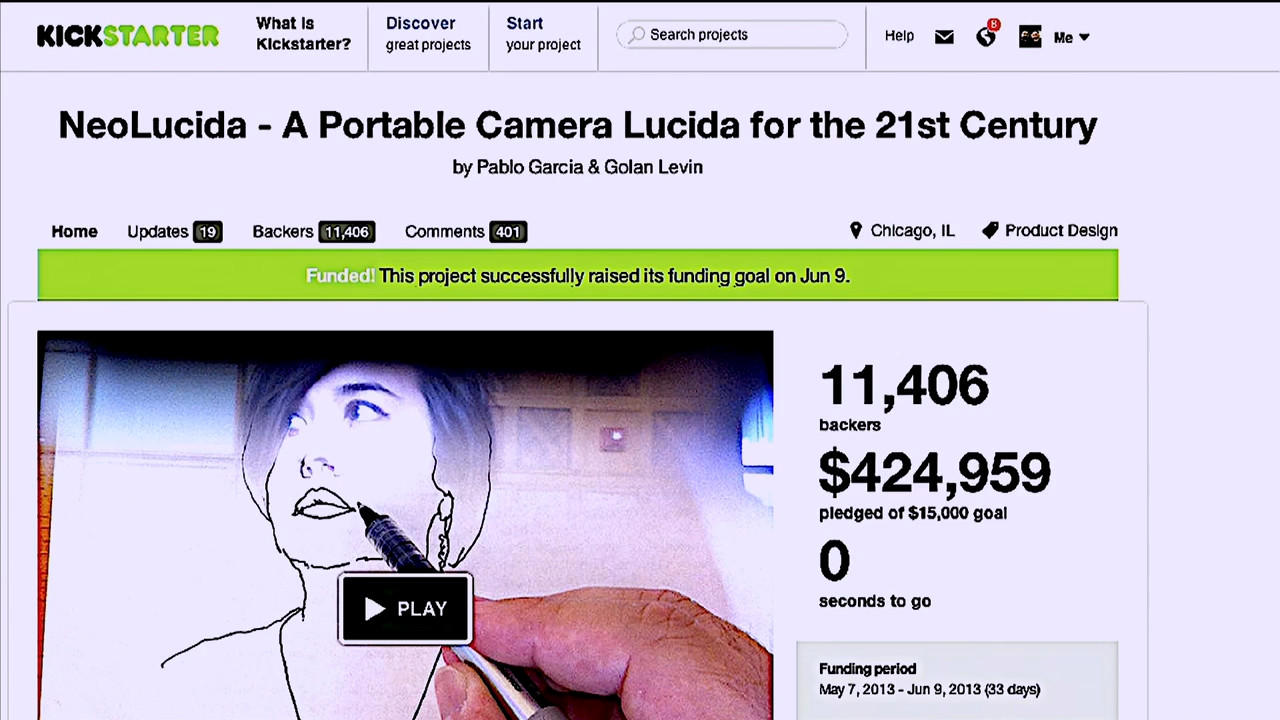 KICKSTARTER
What is
Kickstarter?
Discover
great projects
Start
your project
Search projects
Help
8
Me
NeoLucida - A Portable Camera Lucida for the 21st Century
by Pablo Garcia & Golan Levin
Home Updates 19 Backers 11,406 Comments 401 Chicago, IL Product Design
Funded! This project successfully raised its funding goal on Jun 9.
PLAY
11,406
backers
$424,959
pledged of $15,000 goal
0
seconds to go
Funding period
May 7, 2013 - Jun 9, 2013 (33 days)